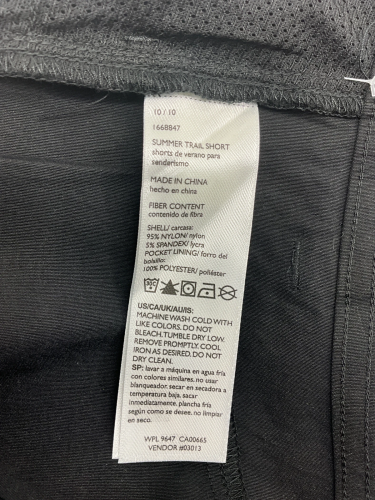 10 / 10
1668847
SUMMER TRAIL SHORT
shorts de verano para
senderismo
MADE IN CHINA
hecho en china
FIBER CONTENT
contenido de fibra
SHELL/ carcasa:
95% NYLON/ nylon
5% SPANDEX/ lycra
POCKET LINING/ forro del
bolsillo:
100% POLYESTER/ poliéster
US/CA/UK/AU/IS:
MACHINE WASH COLD WITH
LIKE COLORS. DO NOT
BLEACH. TUMBLE DRY LOW.
REMOVE PROMPTLY. COOL
IRON AS DESIRED. DO NOT
DRY CLEAN.
SP: lavar a máquina en agua fría
con colores similares. no usar
blanqueador. secar en secadora a
temperatura baja. sacar
inmediatamente. plancha fría
según como se desee. no limpiar
en seco.
WPL 9647 CA00665
VENDOR #03013